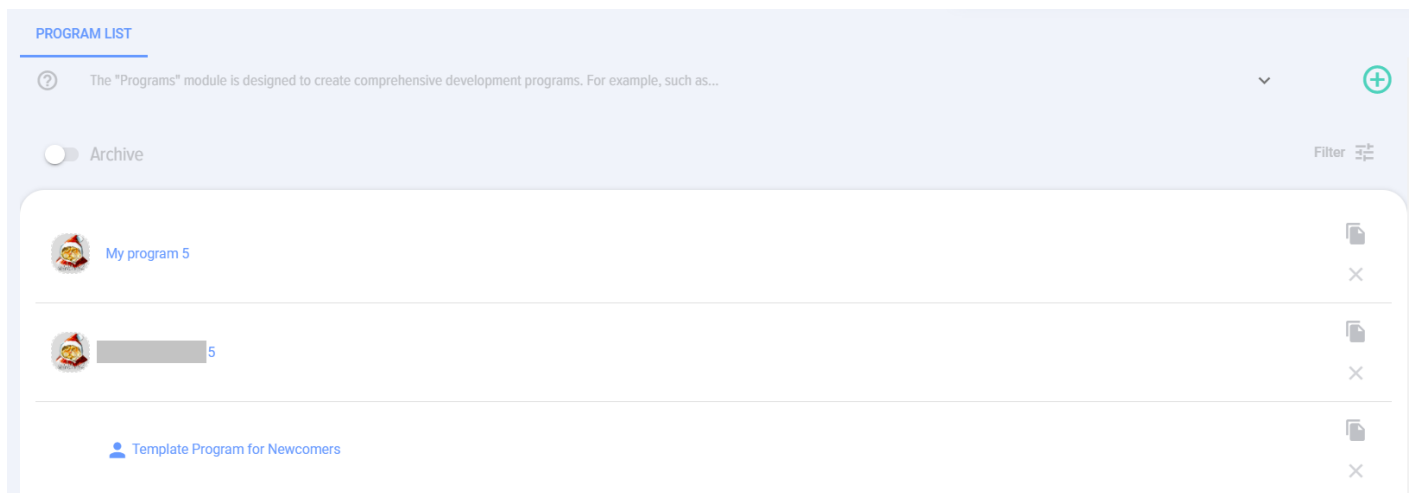 PROGRAM LIST
The "Programs" module is designed to create comprehensive development programs. For example, such as...
Archive
Filter
My program 5
5
Template Program for Newcomers